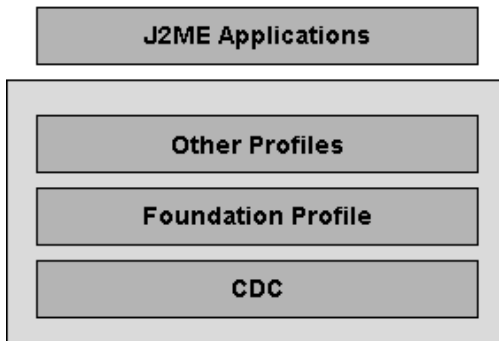 J2ME Applications
Other Profiles
Foundation Profile
CDC